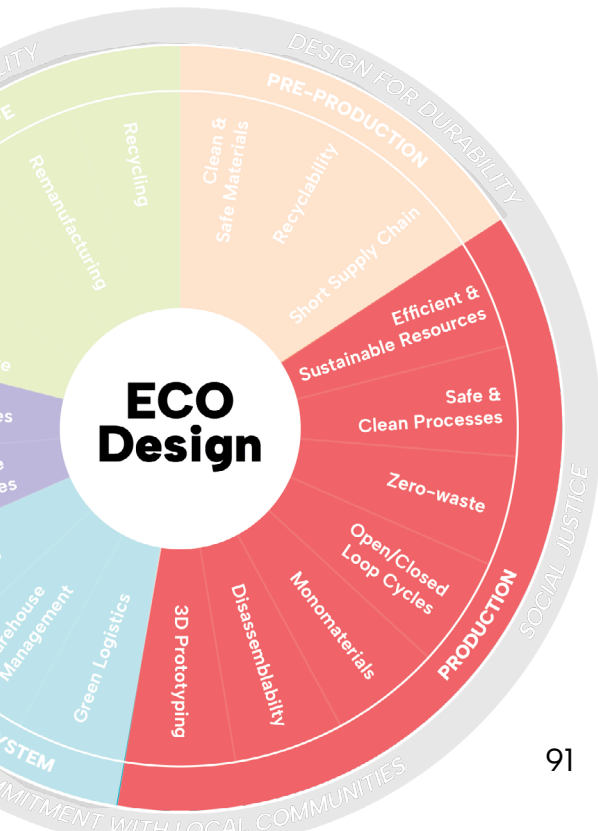 DESIGN FOR DURABILITY
PRE-PRODUCTION
Clean &
Safe Materials
Recyclability
Short Supply Chain
Efficient &
Sustainable Resources
Safe &
Clean Processes
Zero-waste
Open/Closed
Loop Cycles
Monomaterials
Disassemblabilty
3D Prototyping
PRODUCTION
SOCIAL JUSTICE
WITH LOCAL COMMUNITIES
Green Logistics
Management
Remanufacturing
Recycling
ECO
Design
91